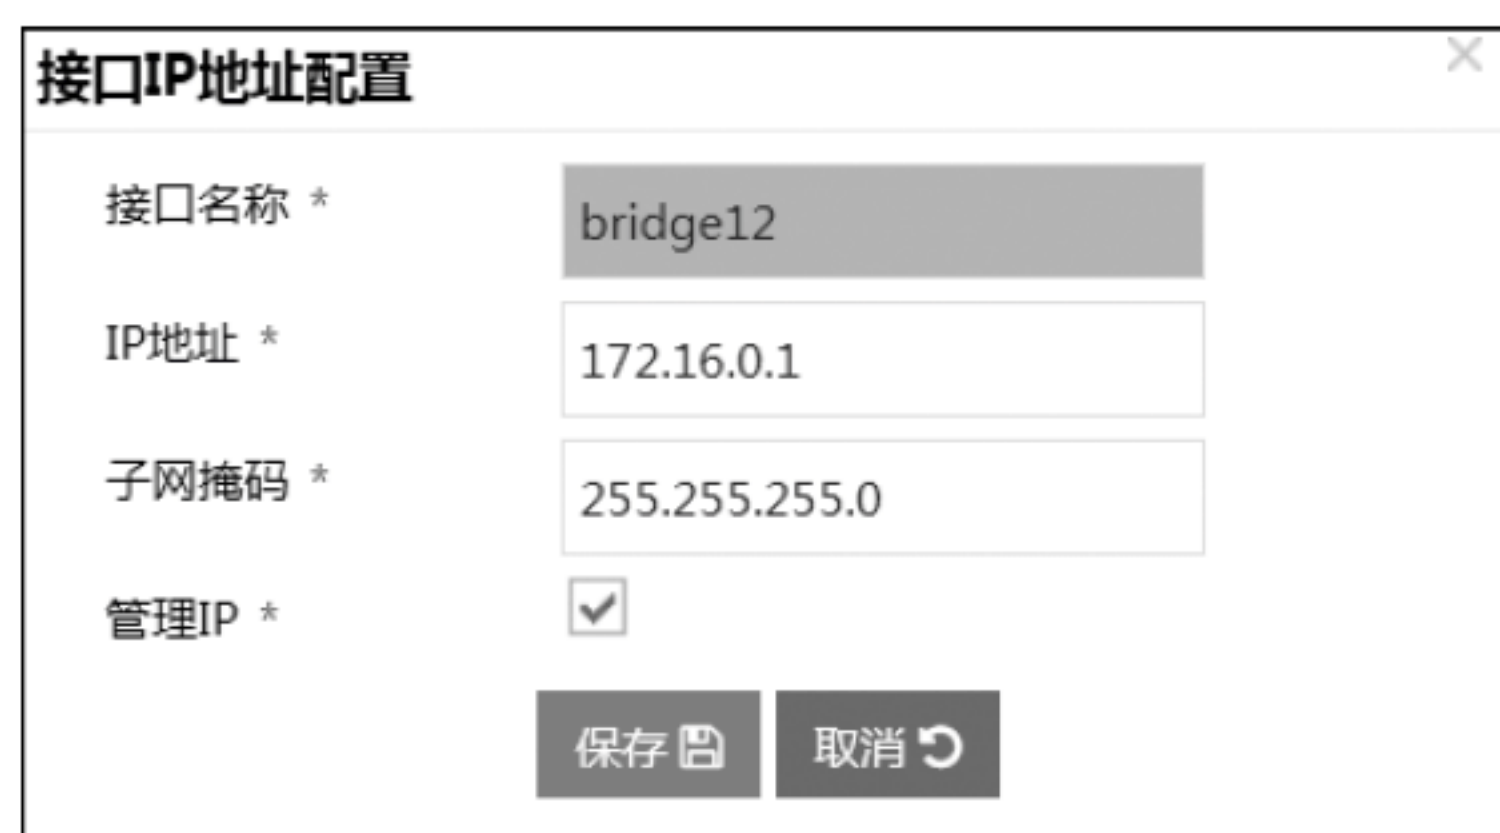 接口IP地址配置
接口名称 * bridge12
IP地址 * 172.16.0.1
子网掩码 * 255.255.255.0
管理IP *
保存 取消